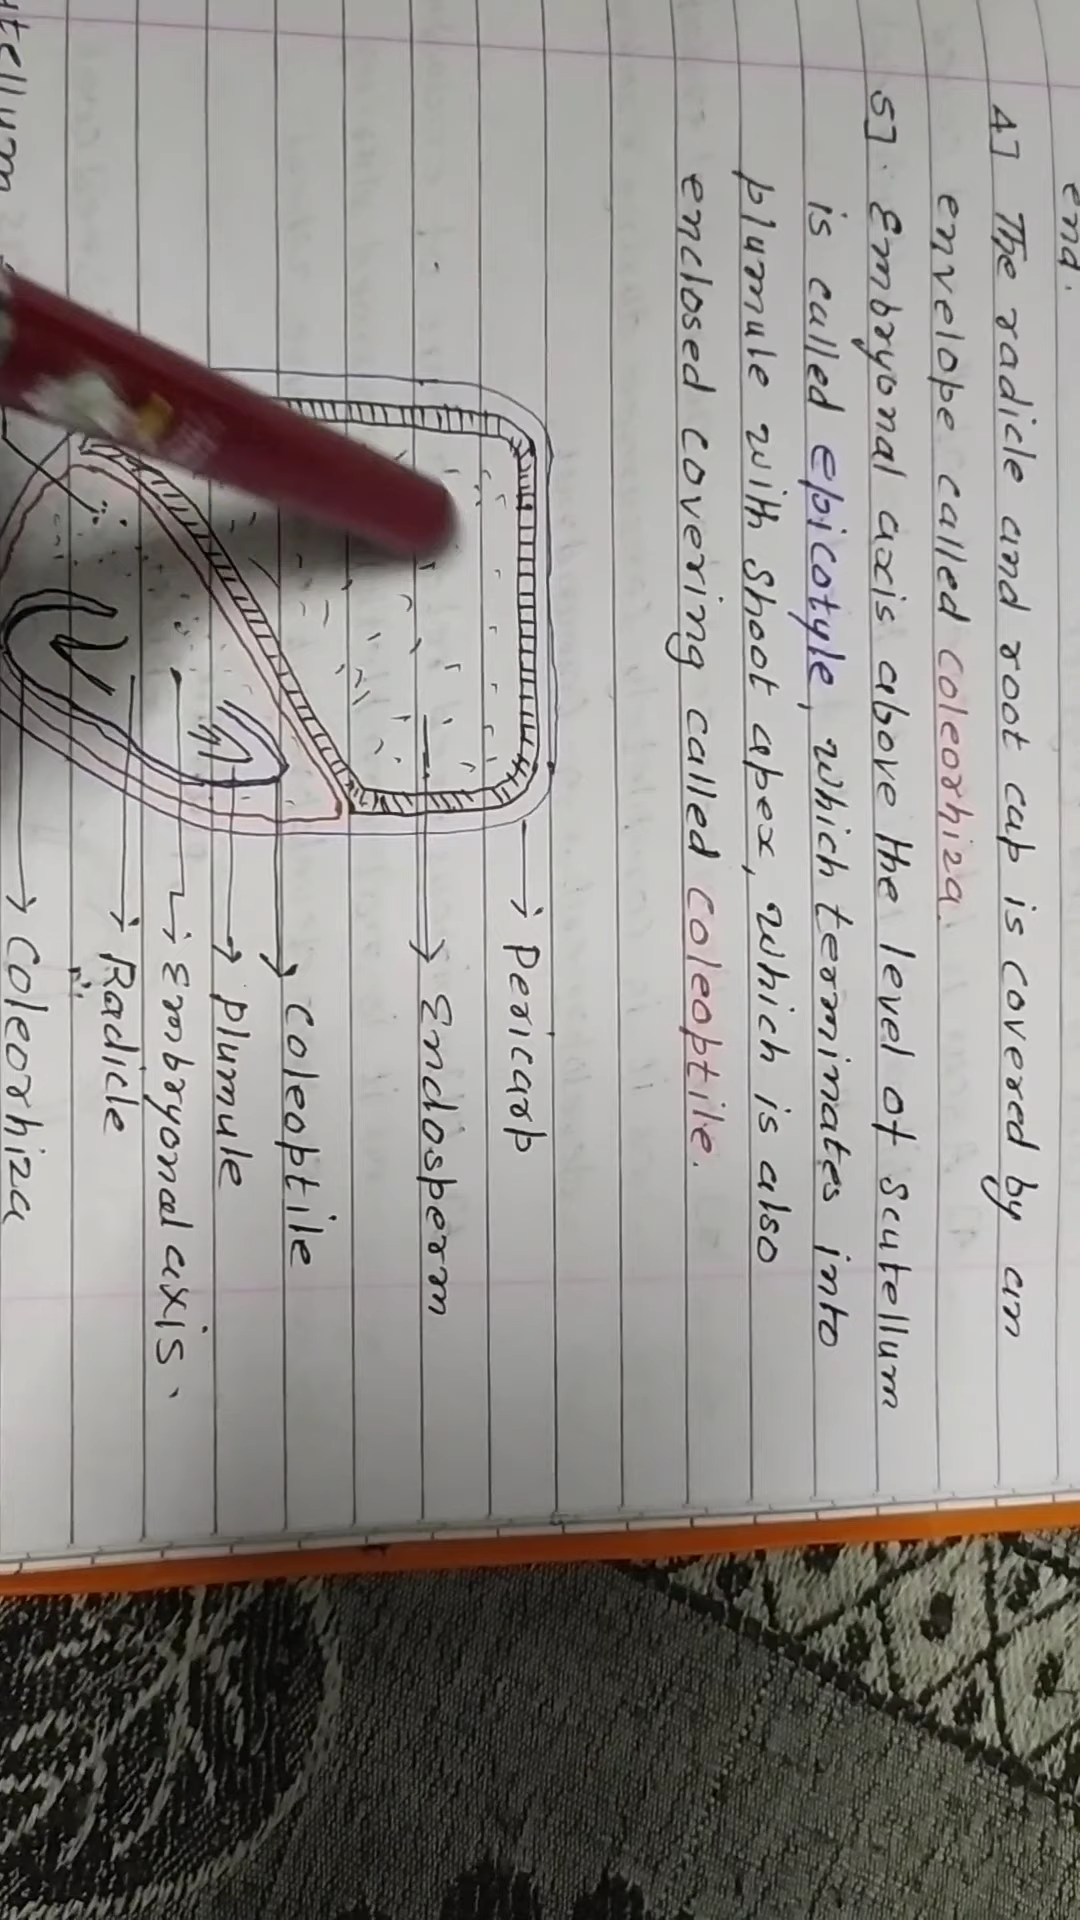 end.
4] The radicle and root cap is covered by an
envelope called coleorhiza.
5]. Embryonal axis above the level of scutellum
is called epicotyle, which terminates into
plumule with shoot apex, which is also
enclosed covering called coleoptile.
Pericarp
Endosperm
coleoptile
plumule
Embryonal axis.
Radicle
Coleorhiza